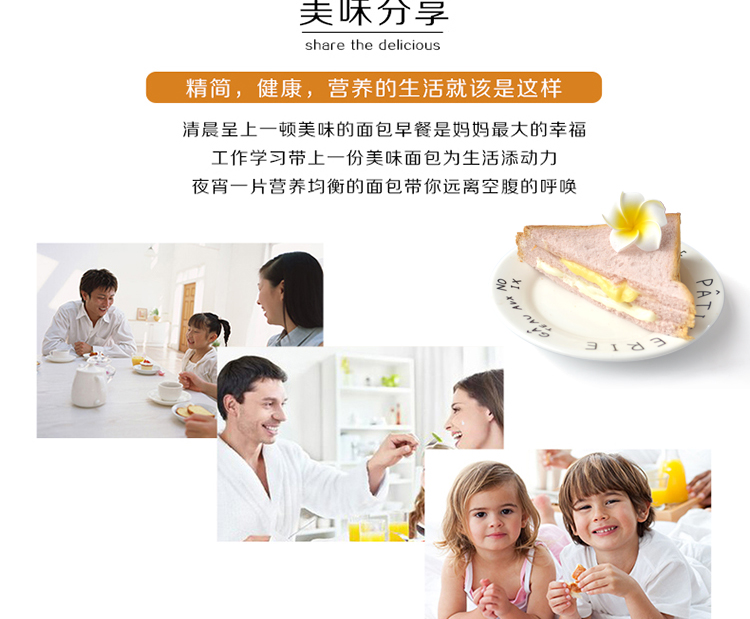 美味分享
share the delicious
精简，健康，营养的生活就该是这样
清晨呈上一顿美味的面包早餐是妈妈最大的幸福
工作学习带上一份美味面包为生活添动力
夜宵一片营养均衡的面包带你远离空腹的呼唤
PÂTI
ERIE